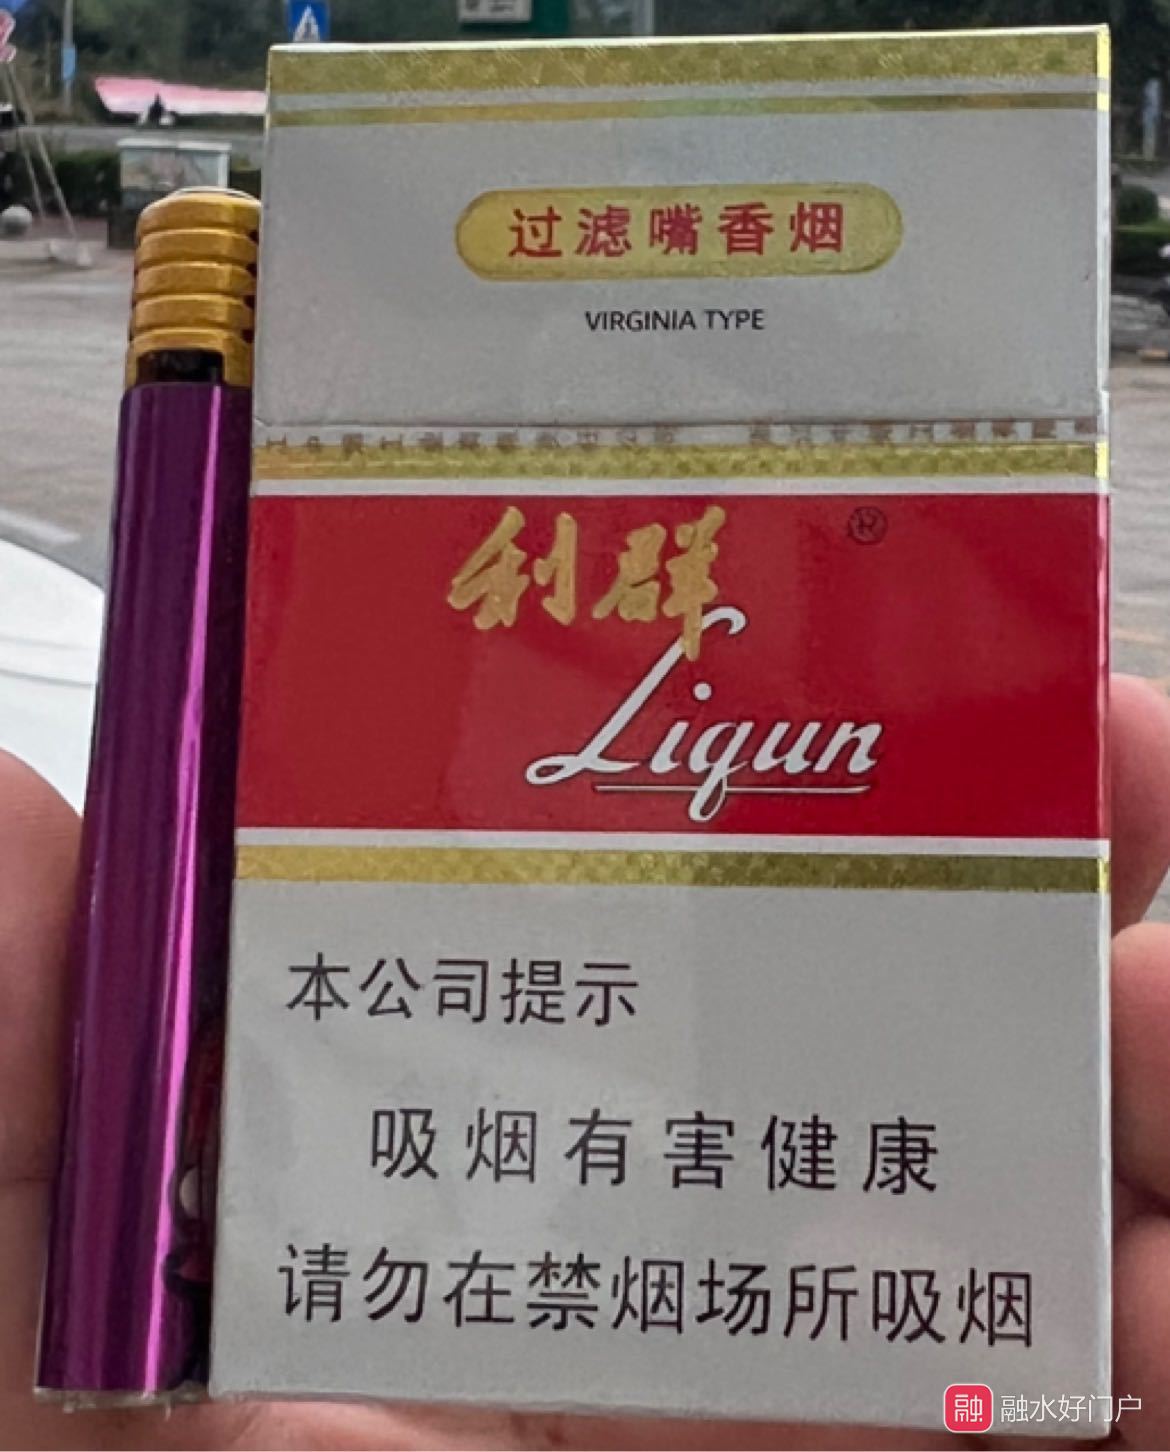 过滤嘴香烟
VIRGINIA TYPE
利群
®
Liqun
本公司提示
吸烟有害健康
请勿在禁烟场所吸烟
融 融水好门户